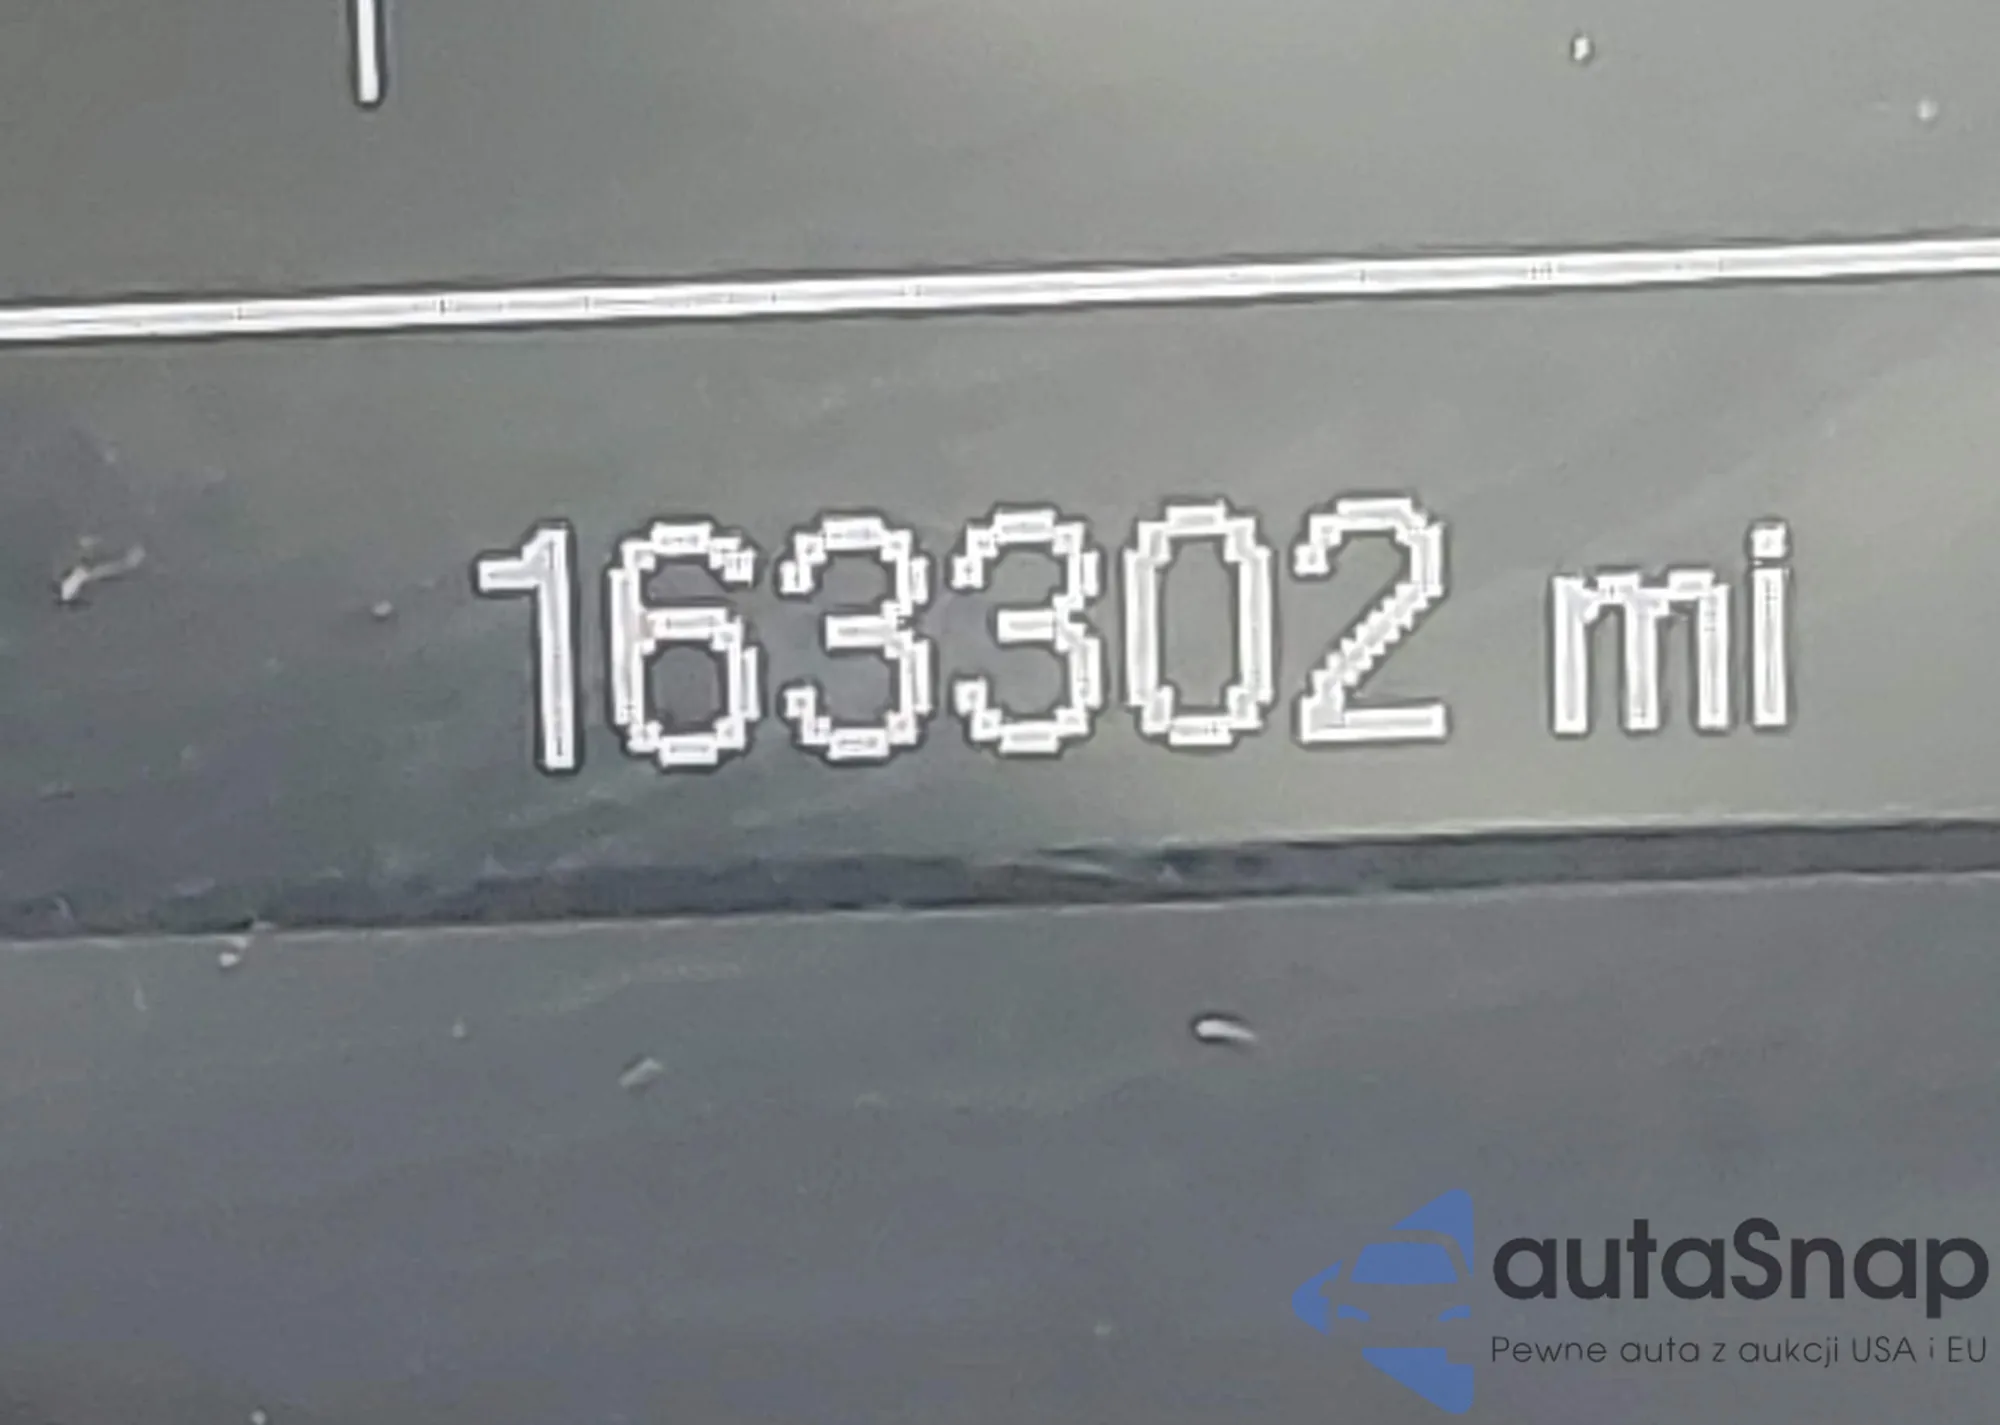 163302 mi
autaSnap
Pewne auta z aukcji USA i EU